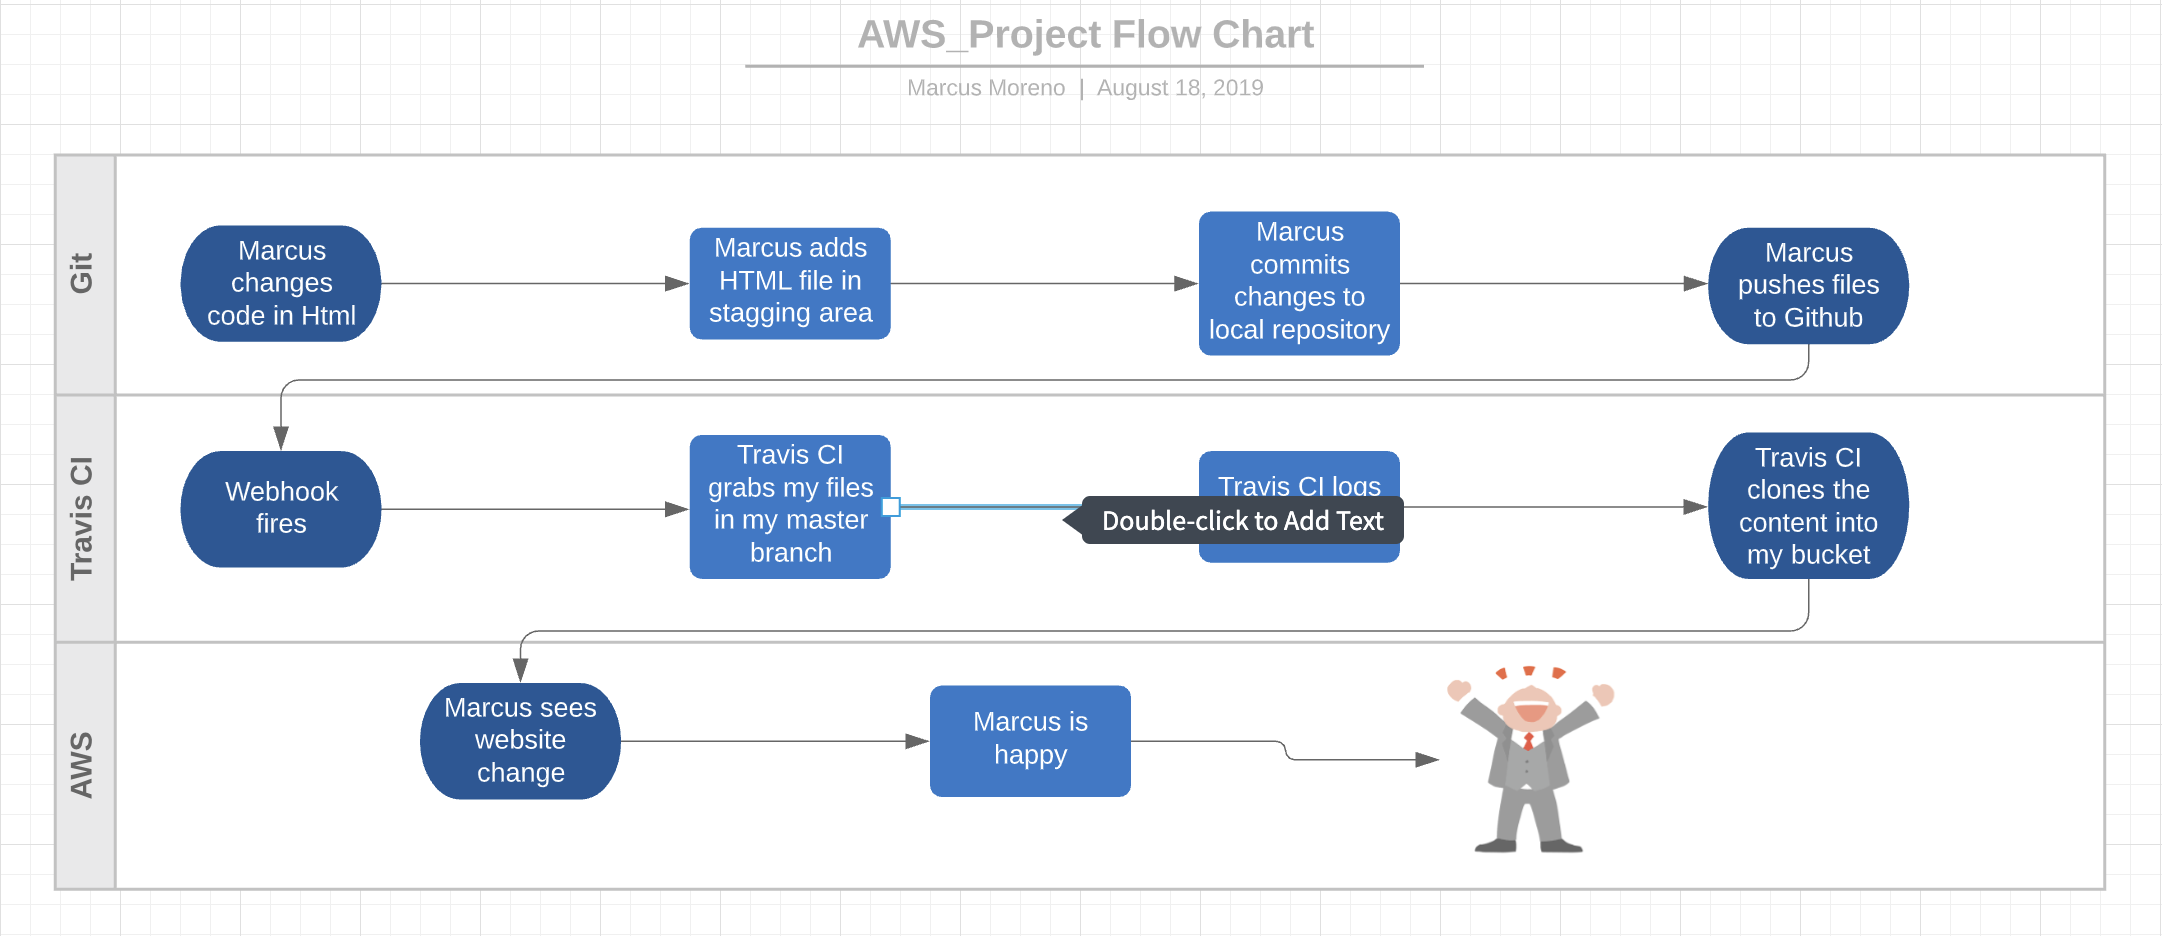 AWS_Project Flow Chart
Marcus Moreno | August 18, 2019
Git
Marcus
changes
code in Html
Marcus adds
HTML file in
stagging area
Marcus
commits
changes to
local repository
Marcus
pushes files
to Github
Travis CI
Webhook
fires
Travis CI
grabs my files
in my master
branch
Travis CI logs
Double-click to Add Text
Travis CI
clones the
content into
my bucket
AWS
Marcus sees
website
change
Marcus is
happy